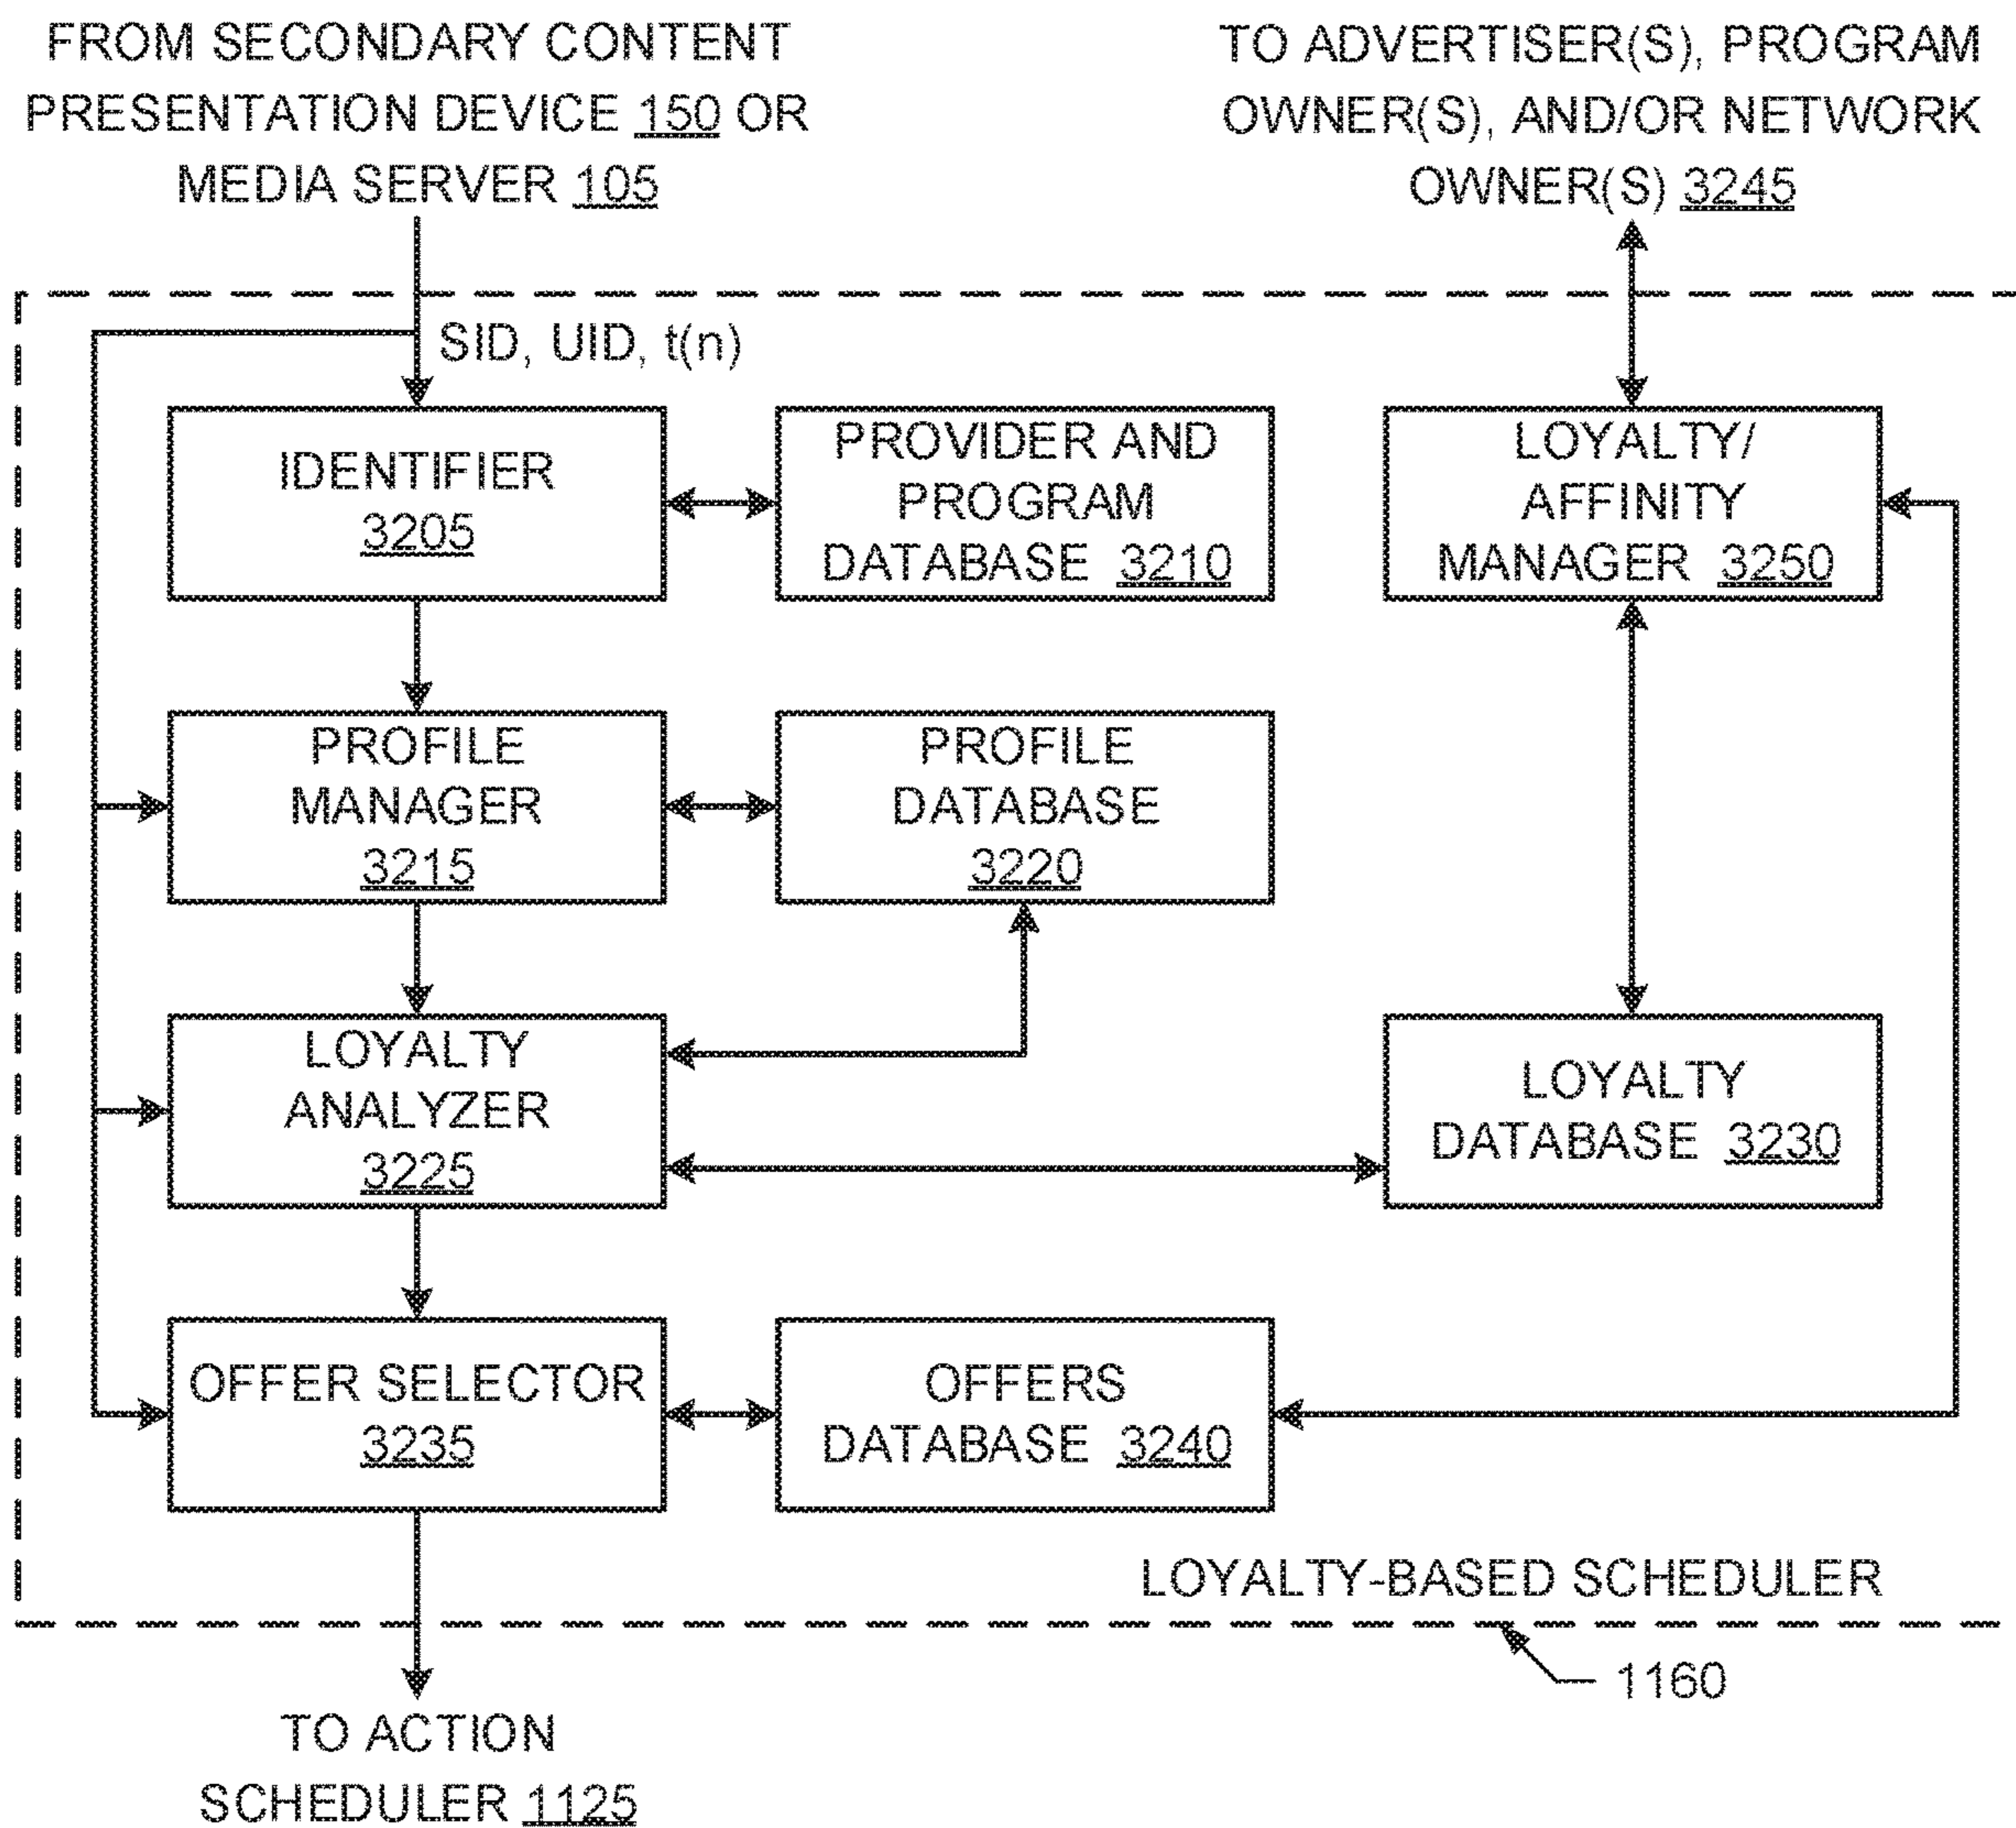 FROM SECONDARY CONTENT
PRESENTATION DEVICE 150 OR
MEDIA SERVER 105
TO ADVERTISER(S), PROGRAM
OWNER(S), AND/OR NETWORK
OWNER(S) 3245
SID, UID, t(n)
IDENTIFIER
3205
PROVIDER AND
PROGRAM
DATABASE 3210
LOYALTY/
AFFINITY
MANAGER 3250
PROFILE
MANAGER
3215
PROFILE
DATABASE
3220
LOYALTY
ANALYZER
3225
LOYALTY
DATABASE 3230
OFFER SELECTOR
3235
OFFERS
DATABASE 3240
LOYALTY-BASED SCHEDULER
1160
TO ACTION
SCHEDULER 1125